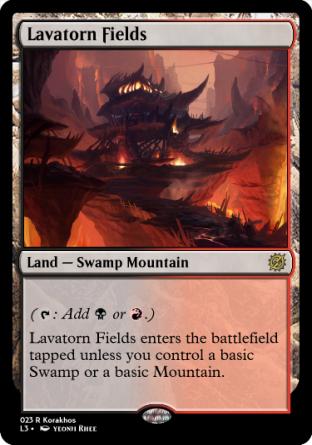 Lavatorn Fields
Land — Swamp Mountain
( : Add or .)
Lavatorn Fields enters the battlefield
tapped unless you control a basic
Swamp or a basic Mountain.
023 R Korakhos
L3 • YEONJI RHEE